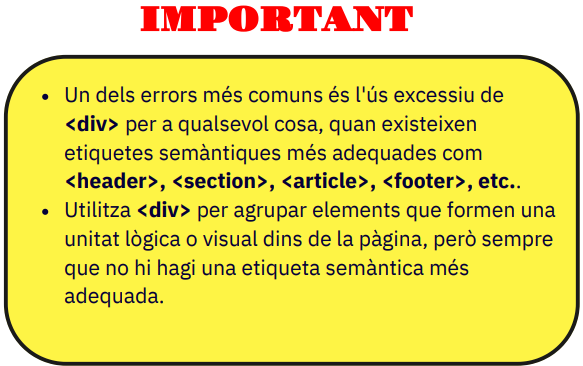 IMPORTANT
• Un dels errors més comuns és l'ús excessiu de
<div> per a qualsevol cosa, quan existeixen
etiquetes semàntiques més adequades com
<header>, <section>, <article>, <footer>, etc..
• Utilitza <div> per agrupar elements que formen una
unitat lògica o visual dins de la pàgina, però sempre
que no hi hagi una etiqueta semàntica més
adequada.